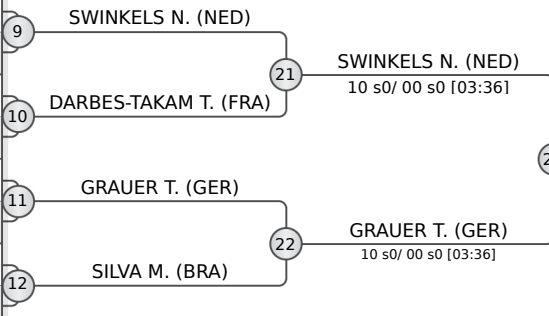 9
SWINKELS N. (NED)
21
SWINKELS N. (NED)
10 s0/ 00 s0 [03:36]
10
DARBES-TAKAM T. (FRA)
2
11
GRAUER T. (GER)
22
GRAUER T. (GER)
10 s0/ 00 s0 [03:36]
12
SILVA M. (BRA)